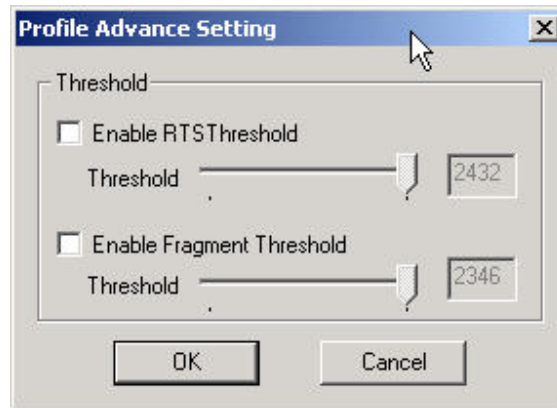 Profile Advance Setting
Threshold
Enable RTSThreshold
Threshold 2432
Enable Fragment Threshold
Threshold 2346
OK Cancel